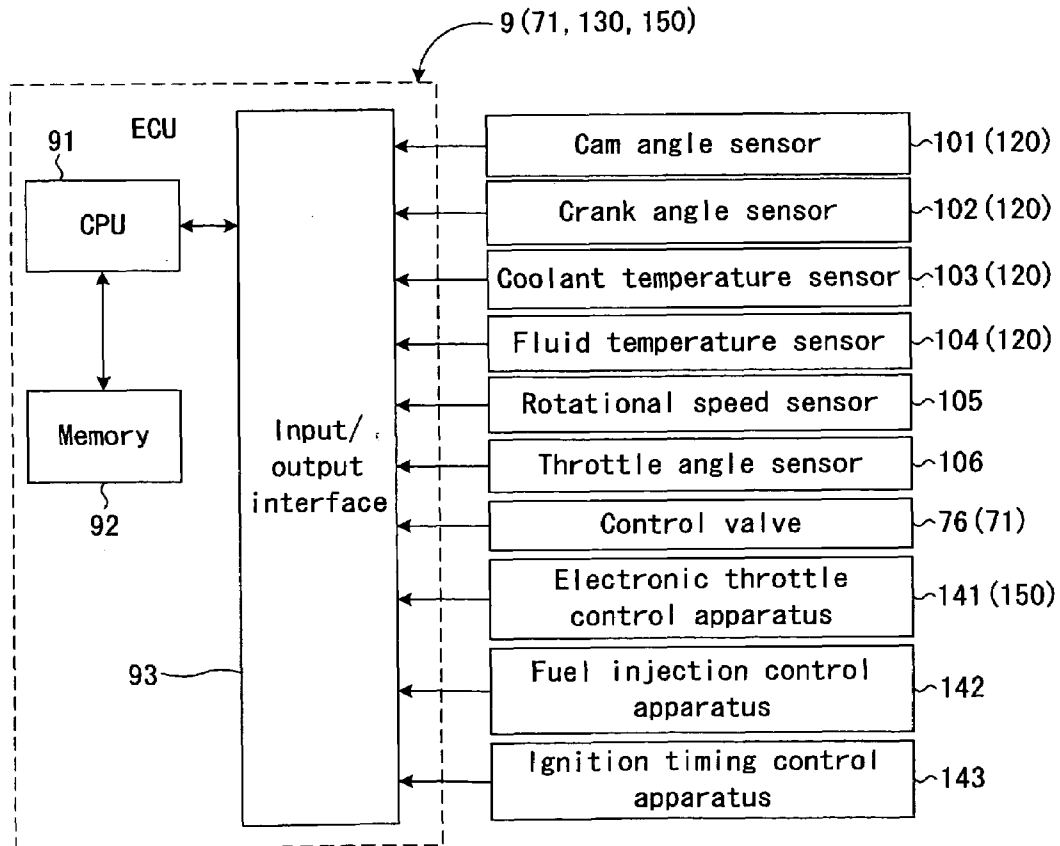 9 (71, 130, 150)
ECU
91
CPU
Memory
92
Input/
output
interface
93
Cam angle sensor
101 (120)
Crank angle sensor
102 (120)
Coolant temperature sensor
103 (120)
Fluid temperature sensor
104 (120)
Rotational speed sensor
105
Throttle angle sensor
106
Control valve
76 (71)
Electronic throttle
control apparatus
141 (150)
Fuel injection control
apparatus
142
Ignition timing control
apparatus
143